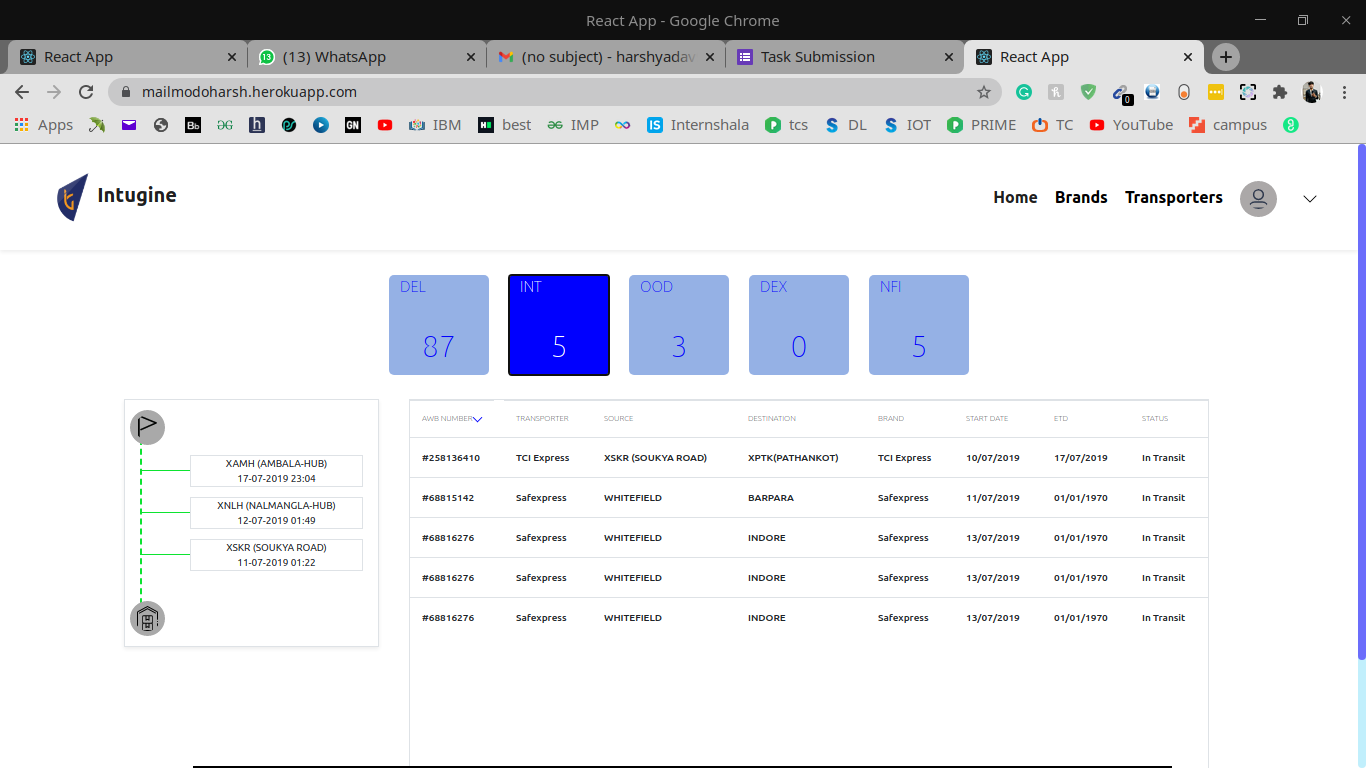 React App - Google Chrome
React App
(13) WhatsApp
(no subject) - harshyadav
Task Submission
React App
mailmodoharsh.herokuapp.com
0
Apps
Bb
h
GN
IBM
best
IMP
Internshala
tcs
DL
IOT
PRIME
TC
YouTube
campus
Intugine
Home Brands Transporters
DEL
87
INT
5
OOD
3
DEX
0
NFI
5
XAMH (AMBALA-HUB)
17-07-2019 23:04
XNLH (NALMANGLA-HUB)
12-07-2019 01:49
XSKR (SOUKYA ROAD)
11-07-2019 01:22
AWB NUMBER TRANSPORTER SOURCE DESTINATION BRAND START DATE ETD STATUS
#258136410 TCI Express XSKR (SOUKYA ROAD) XPTK(PATHANKOT) TCI Express 10/07/2019 17/07/2019 In Transit
#68815142 Safexpress WHITEFIELD BARPARA Safexpress 11/07/2019 01/01/1970 In Transit
#68816276 Safexpress WHITEFIELD INDORE Safexpress 13/07/2019 01/01/1970 In Transit
#68816276 Safexpress WHITEFIELD INDORE Safexpress 13/07/2019 01/01/1970 In Transit
#68816276 Safexpress WHITEFIELD INDORE Safexpress 13/07/2019 01/01/1970 In Transit